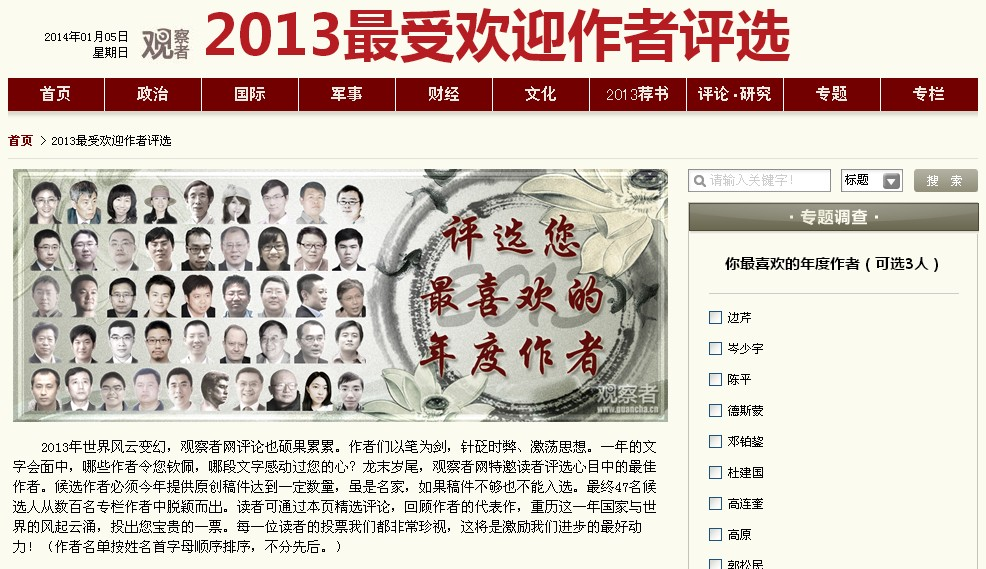 2014年01月05日
星期日
观察者
2013最受欢迎作者评选
首页 政治 国际 军事 财经 文化 2013荐书 评论·研究 专题 专栏
首页 > 2013最受欢迎作者评选
评选您
最喜欢的
年度作者
2013
观察者
www.guancha.cn
2013年世界风云变幻，观察者网评论也硕果累累。作者们以笔为剑，针砭时弊、激荡思想。一年的文
字会面中，哪些作者令您钦佩，哪段文字感动过您的心？龙末岁尾，观察者网特邀读者评选心目中的最佳
作者。候选作者必须今年提供原创稿件达到一定数量，虽是名家，如果稿件不够也不能入选。最终47名候
选人从数百名专栏作者中脱颖而出。读者可通过本页精选评论，回顾作者的代表作，重历这一年国家与世
界的风起云涌，投出您宝贵的一票。每一位读者的投票我们都非常珍视，这将是激励我们进步的最好动
力！（作者名单按姓名首字母顺序排序，不分先后。）
请输入关键字！ 标题 搜 索
· 专题调查 ·
你最喜欢的年度作者（可选3人）
边芹
岑少宇
陈平
德斯蒙
邓铂鋆
杜建国
高连奎
高原
郭松民